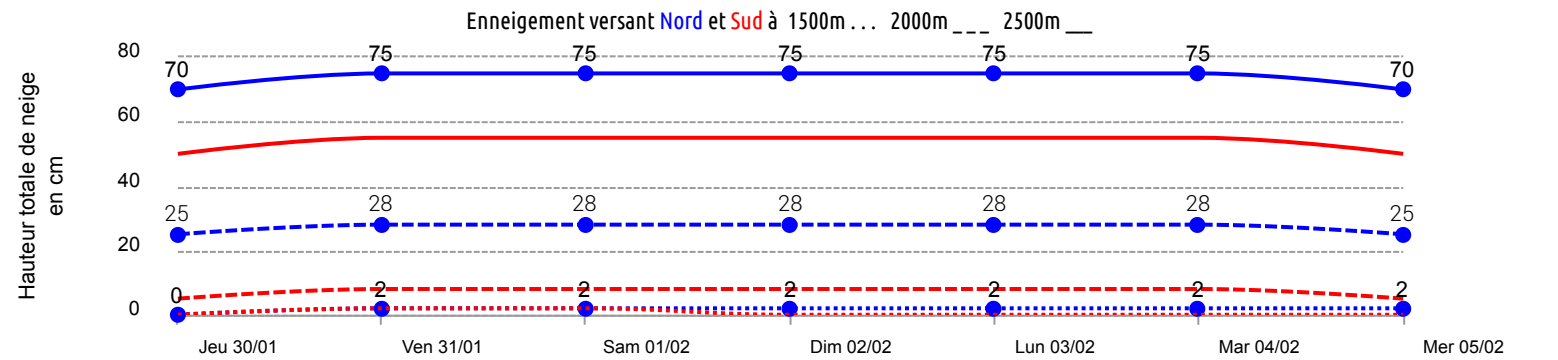 Enneigement versant Nord et Sud à 1500m . . . 2000m _ _ _ 2500m __
Hauteur totale de neige
en cm
80
60
40
20
0
70 75 75 75 75 75 70
25 28 28 28 28 28 25
0 2 2 2 2 2 2
Jeu 30/01 Ven 31/01 Sam 01/02 Dim 02/02 Lun 03/02 Mar 04/02 Mer 05/02